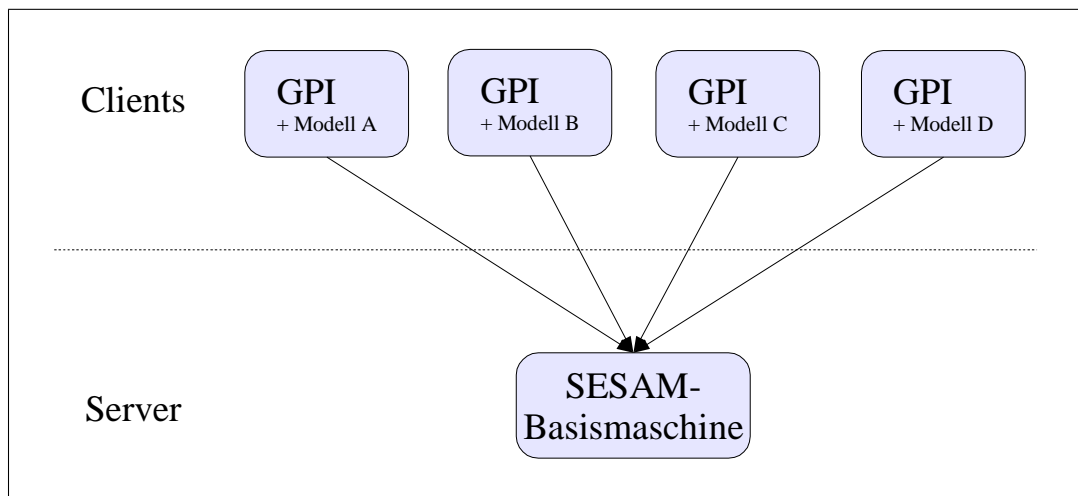 Clients
GPI
+ Modell A
GPI
+ Modell B
GPI
+ Modell C
GPI
+ Modell D
Server
SESAM-
Basismaschine